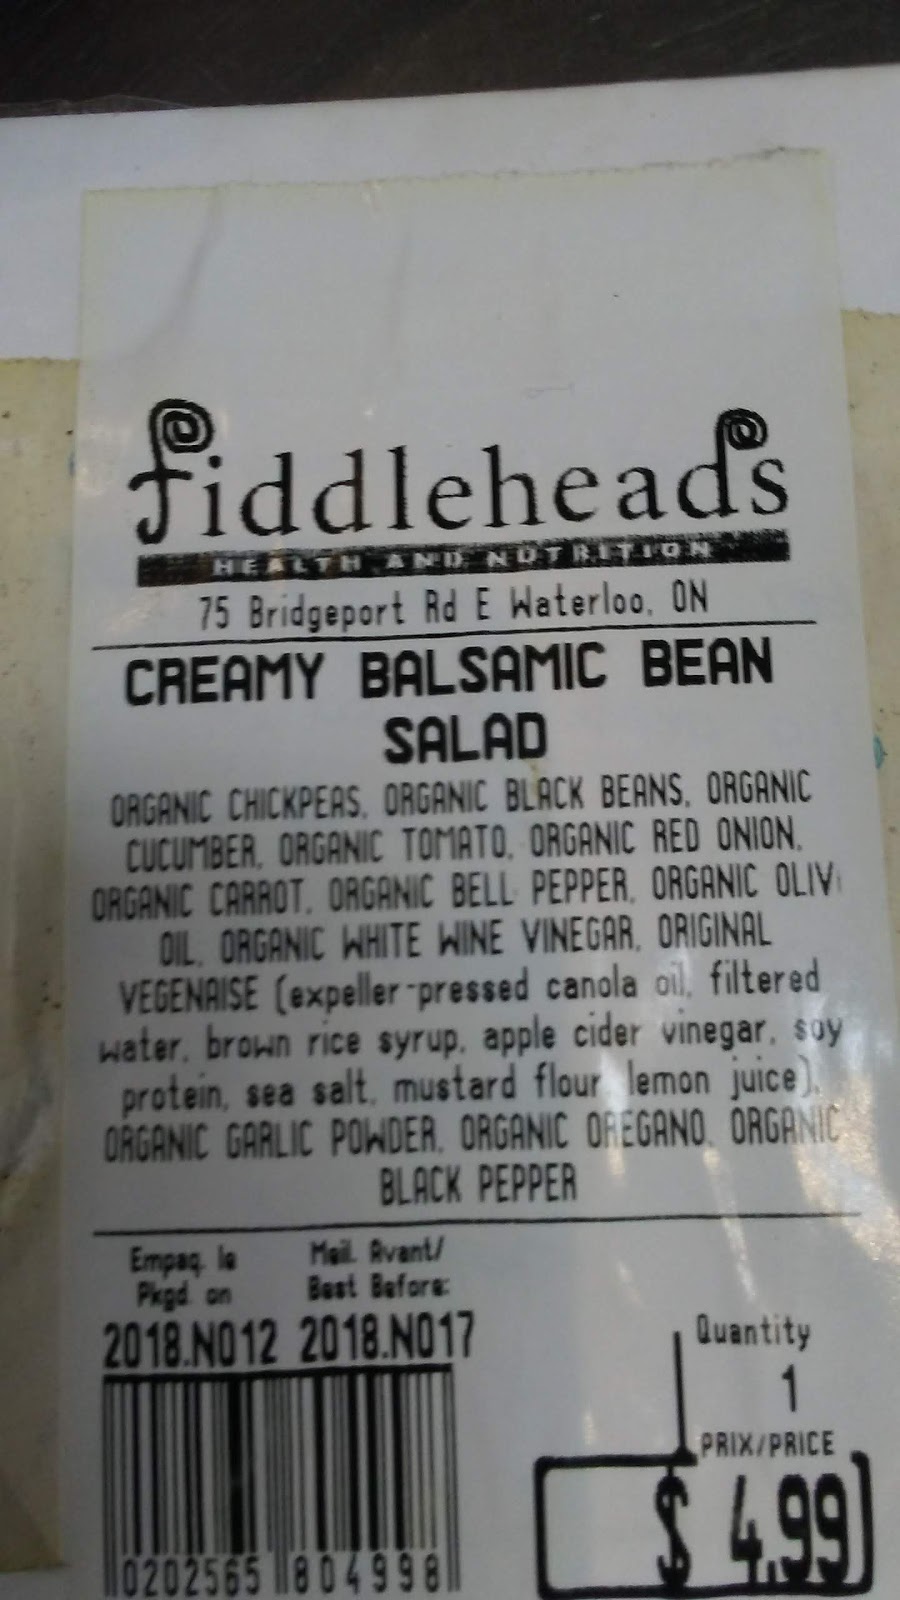 fiddleheads
HEALTH AND NUTRITION
75 Bridgeport Rd E Waterloo, ON
CREAMY BALSAMIC BEAN
SALAD
ORGANIC CHICKPEAS, ORGANIC BLACK BEANS, ORGANIC
CUCUMBER, ORGANIC TOMATO, ORGANIC RED ONION,
ORGANIC CARROT, ORGANIC BELL PEPPER, ORGANIC OLIV
OIL, ORGANIC WHITE WINE VINEGAR, ORIGINAL
VEGENAISE (expeller-pressed canola oil, filtered
water, brown rice syrup, apple cider vinegar, soy
protein, sea salt, mustard flour, lemon juice),
ORGANIC GARLIC POWDER, ORGANIC OREGANO, ORGANIC
BLACK PEPPER
Empaq. le Meil. Avant/
Pkgd. on Best Before:
2018.NO12 2018.NO17
Quantity
1
PRIX/PRICE
$ 4.99
0202565 804998